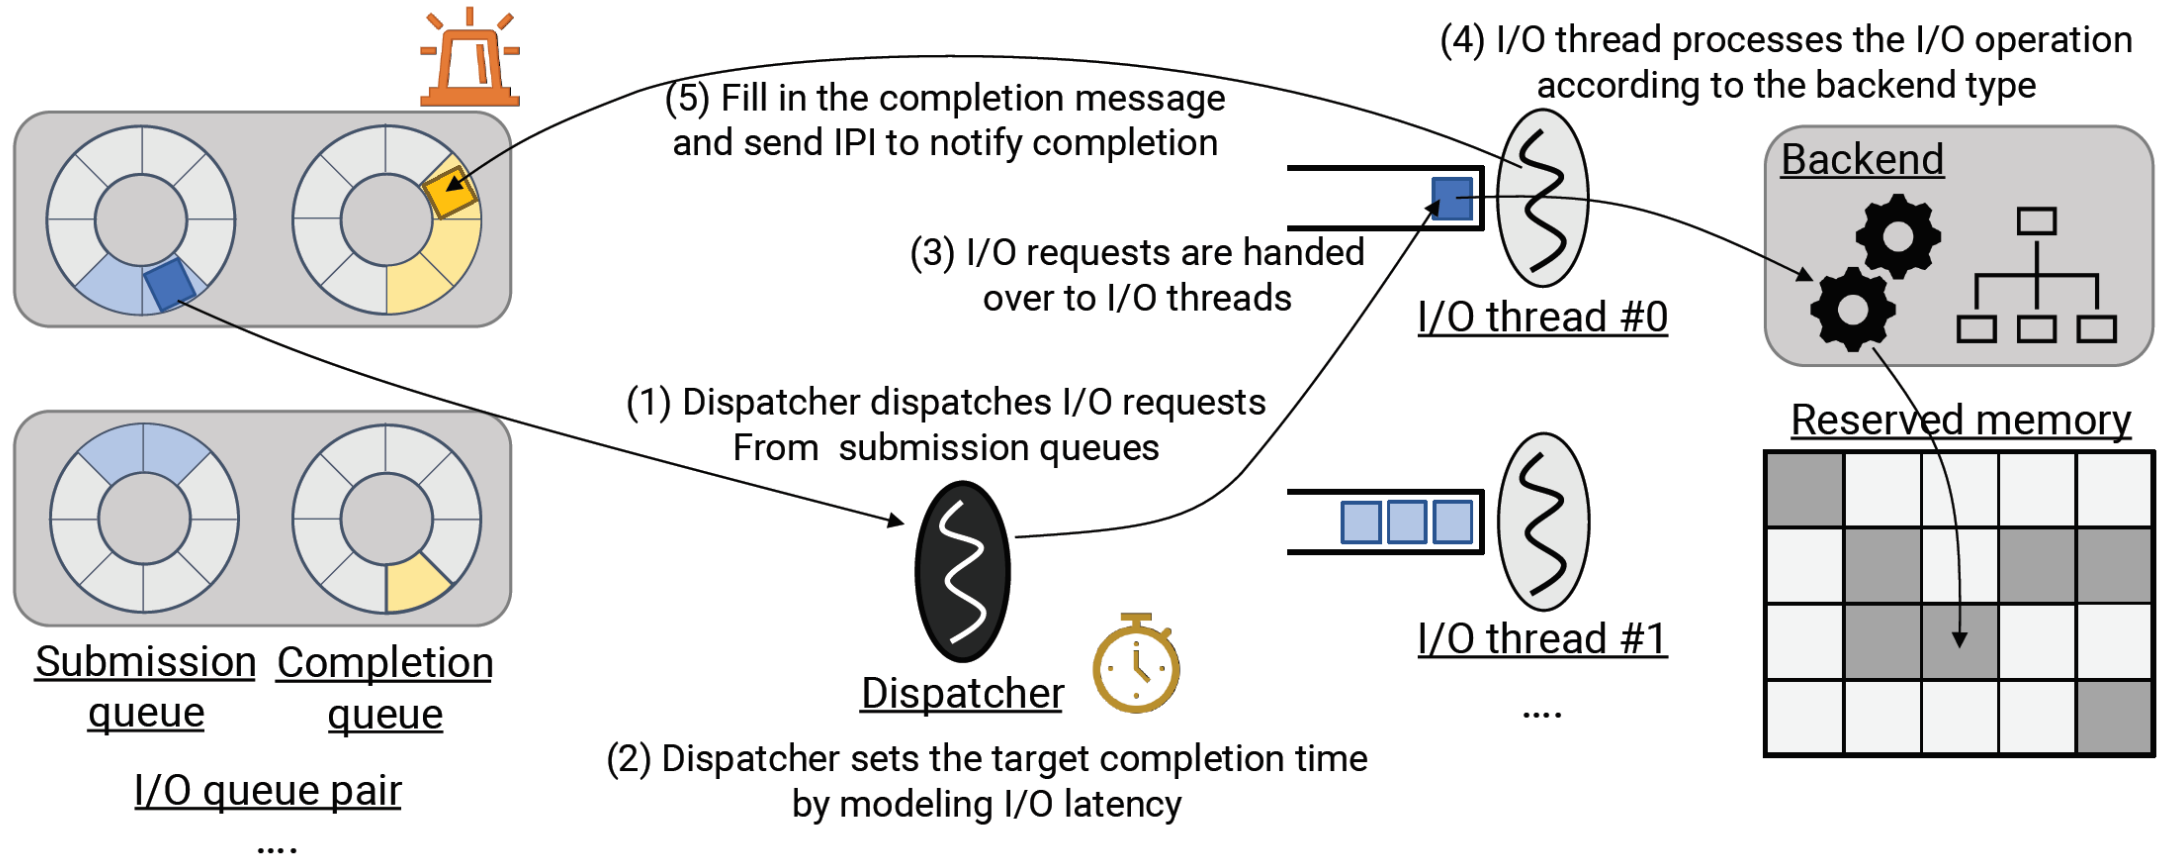 (4) I/O thread processes the I/O operation
according to the backend type
(5) Fill in the completion message
and send IPI to notify completion
Backend
(3) I/O requests are handed
over to I/O threads
I/O thread #0
(1) Dispatcher dispatches I/O requests
From  submission queues
Reserved memory
I/O thread #1
....
Submission
queue
Completion
queue
I/O queue pair
....
Dispatcher
(2) Dispatcher sets the target completion time
by modeling I/O latency